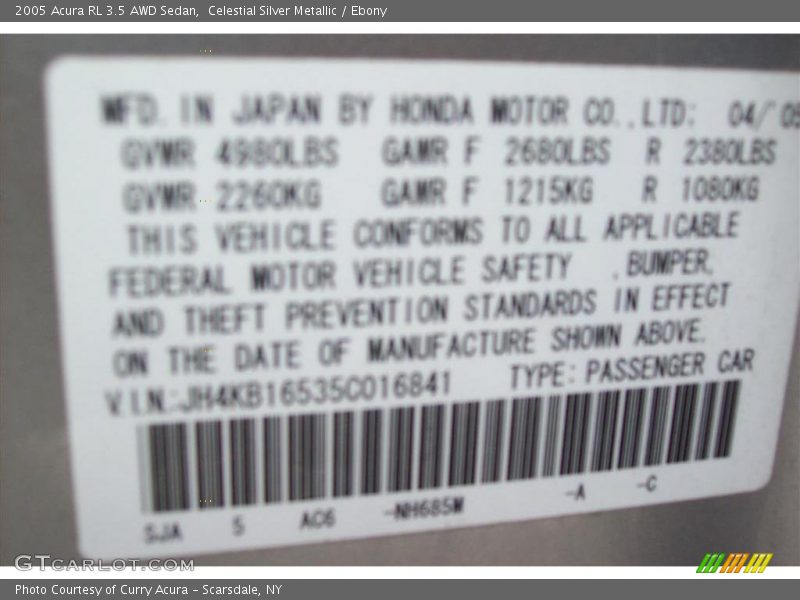 2005 Acura RL 3.5 AWD Sedan,  Celestial Silver Metallic / Ebony
MFD. IN JAPAN BY HONDA MOTOR CO.,LTD: 04/'05
GVWR 4980LBS GAWR F 2680LBS R 2380LBS
GVWR 2260KG GAWR F 1215KG R 1080KG
THIS VEHICLE CONFORMS TO ALL APPLICABLE
FEDERAL MOTOR VEHICLE SAFETY ,BUMPER,
AND THEFT PREVENTION STANDARDS IN EFFECT
ON THE DATE OF MANUFACTURE SHOWN ABOVE.
V.I.N.:JH4KB16535C016841 TYPE: PASSENGER CAR
SJA 5 AC6 -NH685M -A -C
GTcarlot.com
Photo Courtesy of Curry Acura – Scarsdale, NY